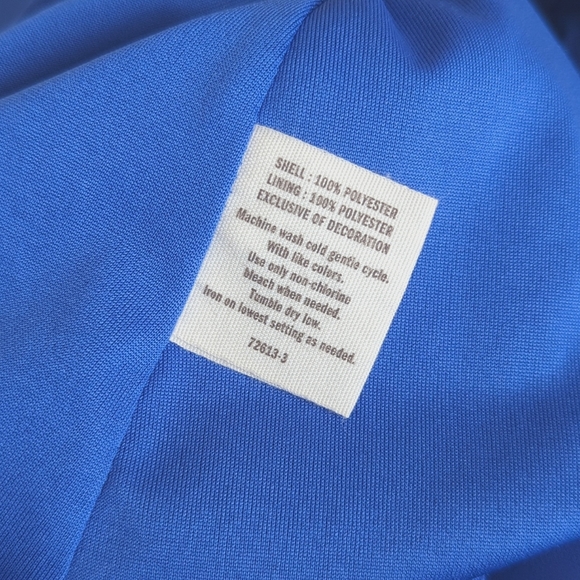 SHELL : 100% POLYESTER
LINING : 100% POLYESTER
EXCLUSIVE OF DECORATION
Machine wash cold gentle cycle.
With like colors.
Use only non-chlorine
bleach when needed.
Tumble dry low.
Iron on lowest setting as needed.
72613-3